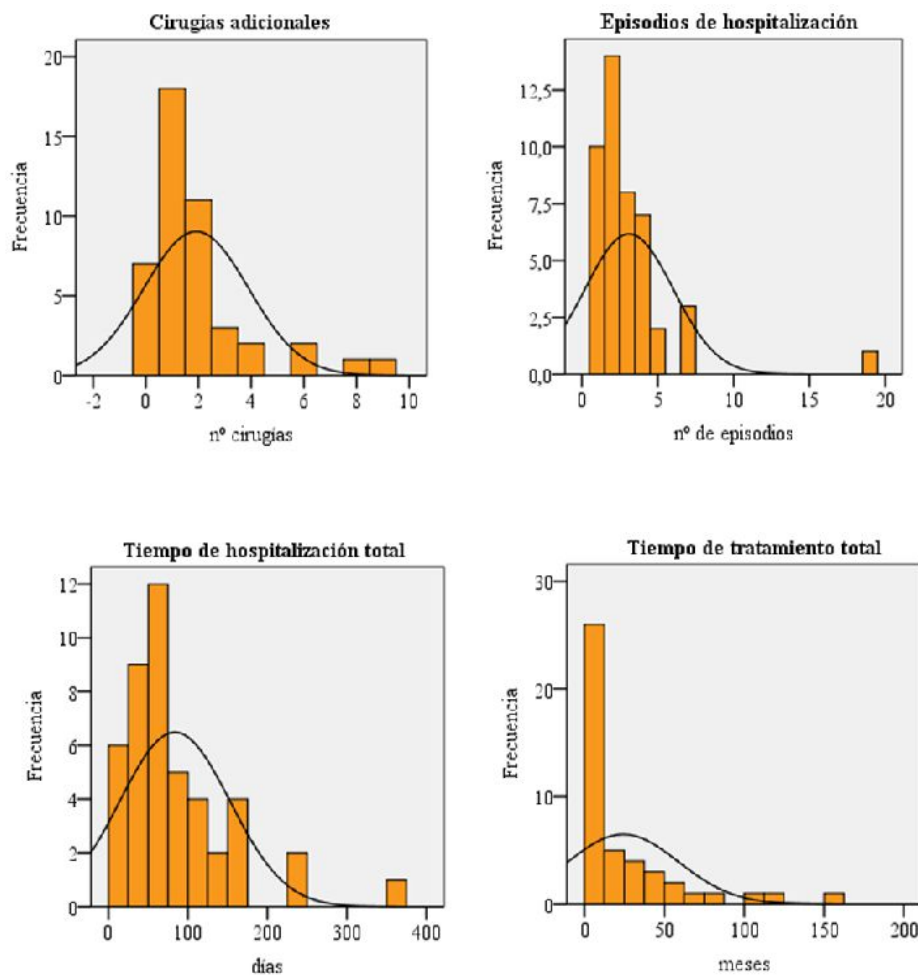 Cirugías adicionales
20
15
10
5
0
Frecuencia
-2 0 2 4 6 8 10
nº cirugías
Episodios de hospitalización
12,5
10,0
7,5
5,0
2,5
0,0
Frecuencia
0 5 10 15 20
nº de episodios
Tiempo de hospitalización total
12
10
8
6
4
2
0
Frecuencia
0 100 200 300 400
días
Tiempo de tratamiento total
30
20
10
0
Frecuencia
0 50 100 150 200
meses